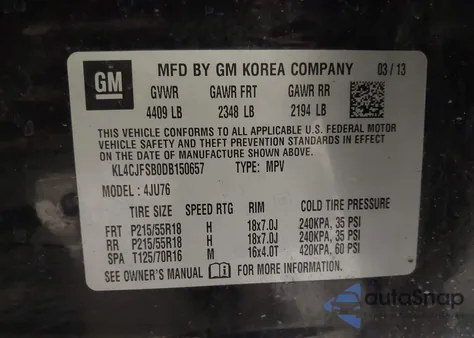 GM
MFD BY GM KOREA COMPANY 03/13
GVWR GAWR FRT GAWR RR
4409 LB 2348 LB 2194 LB
THIS VEHICLE CONFORMS TO ALL APPLICABLE U.S. FEDERAL MOTOR
VEHICLE SAFETY AND THEFT PREVENTION STANDARDS IN EFFECT
ON THE DATE OF MANUFACTURE SHOWN ABOVE.
KL4CJFSB0DB150657 TYPE: MPV
MODEL: 4JU76
TIRE SIZE SPEED RTG RIM COLD TIRE PRESSURE
FRT P215/55R18 H 18x7.0J 240KPA, 35 PSI
RR P215/55R18 H 18x7.0J 240KPA, 35 PSI
SPA T125/70R16 M 16x4.0T 420KPA, 60 PSI
SEE OWNER'S MANUAL FOR MORE INFORMATION.
autoSnap